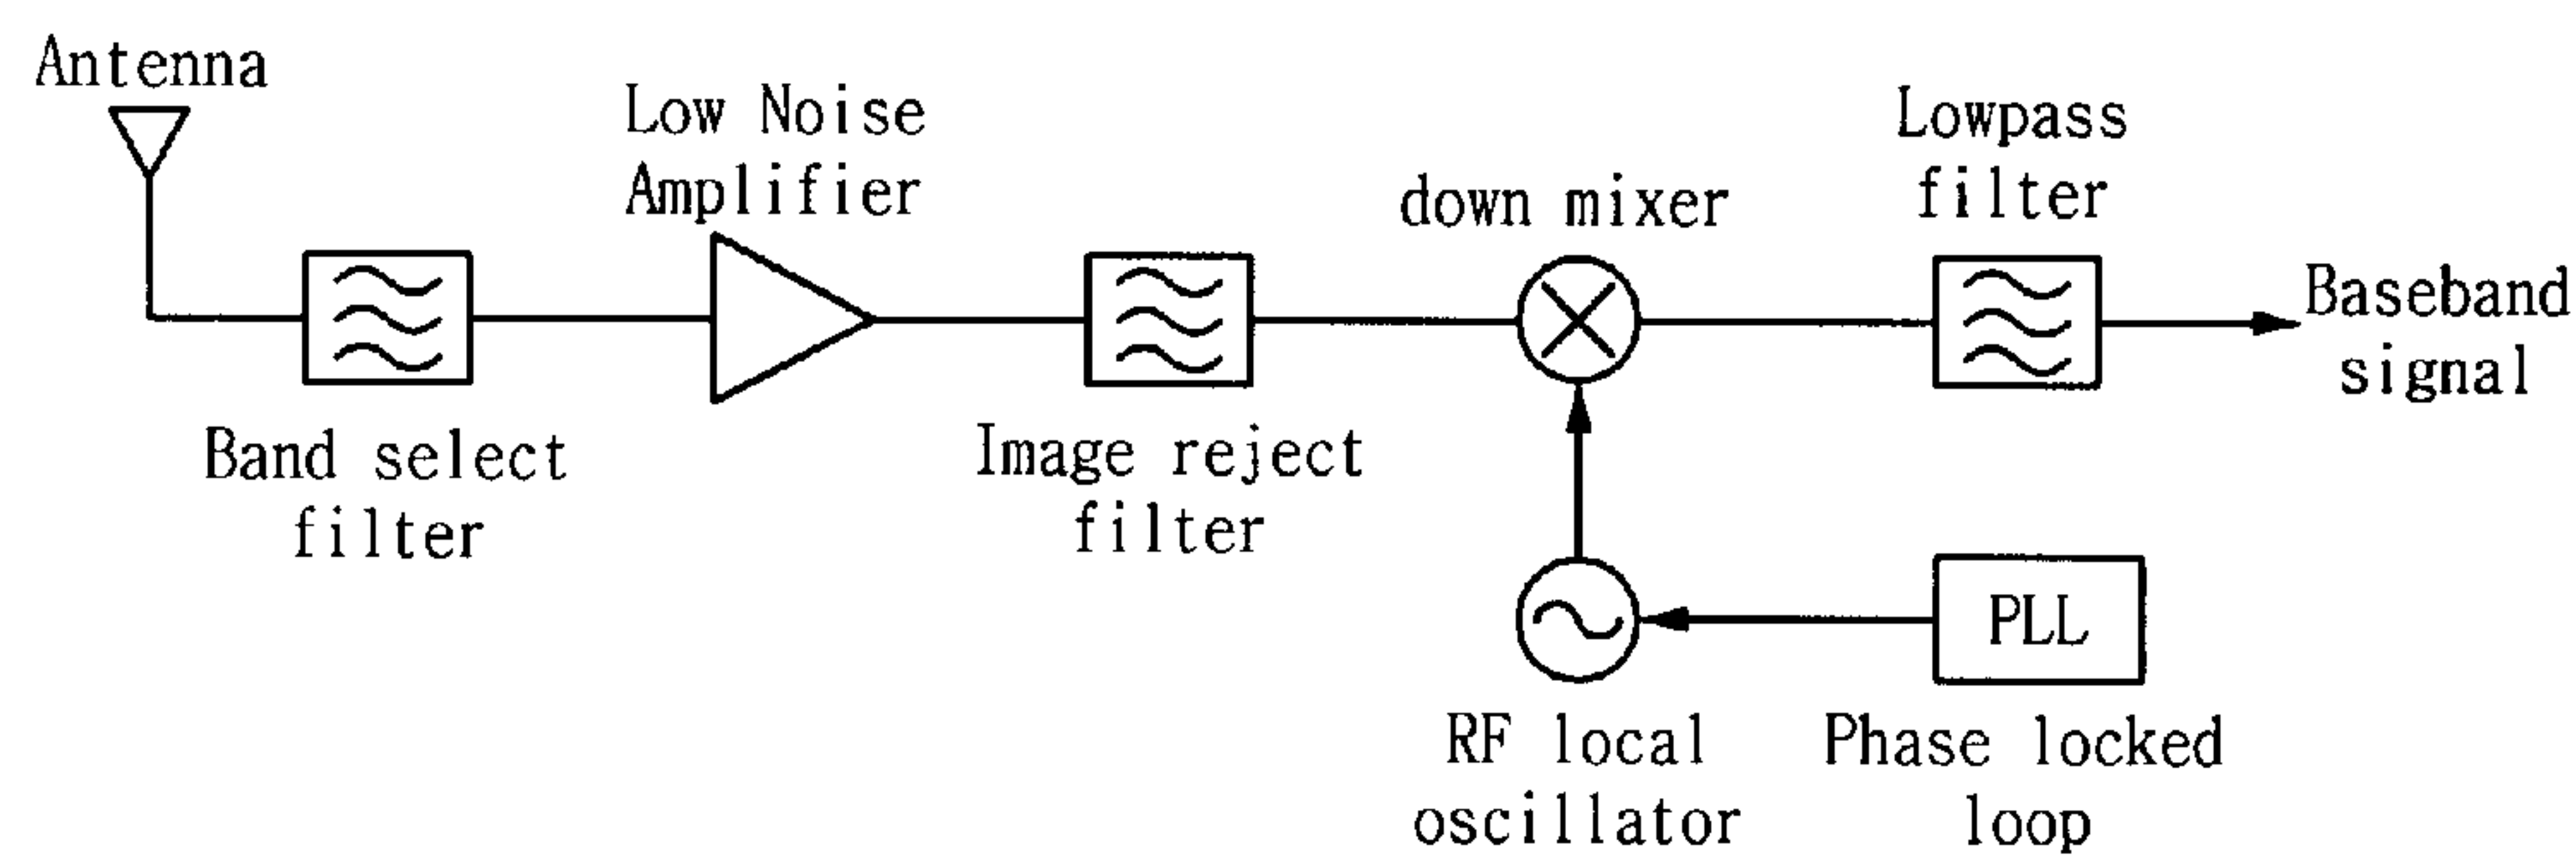 Antenna
Low Noise
Amplifier
Lowpass
filter
down mixer
Baseband
signal
Band select
filter
Image reject
filter
PLL
RF local
oscillator
Phase locked
loop